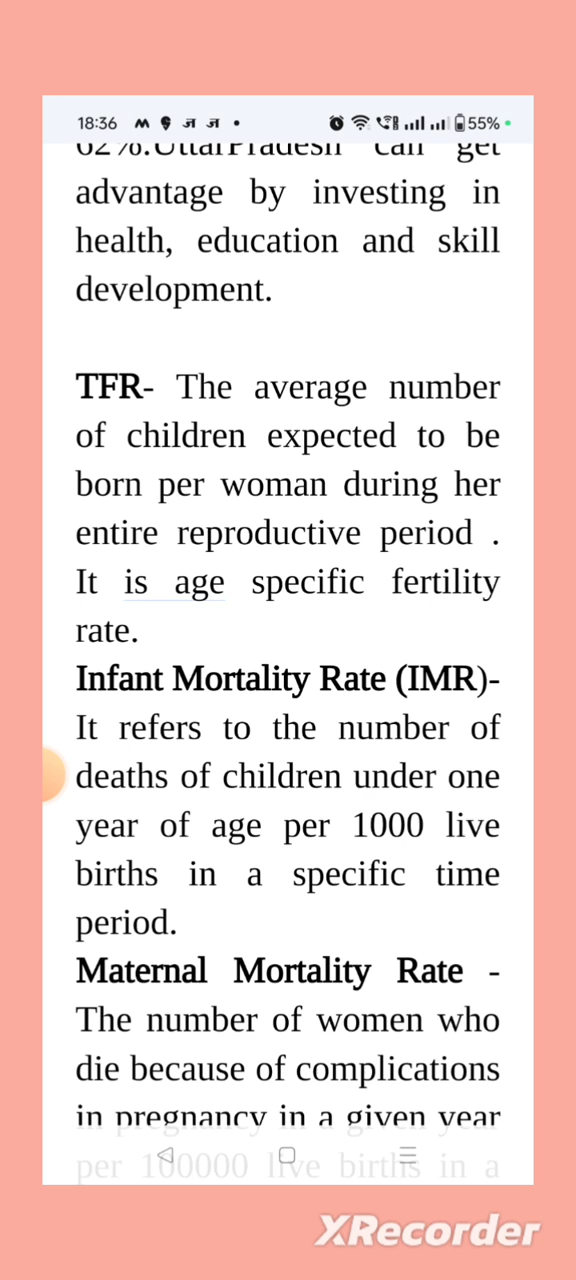 18:36 55%
62%.UttarPradesh can get
advantage by investing in
health, education and skill
development.
TFR- The average number
of children expected to be
born per woman during her
entire reproductive period .
It is age specific fertility
rate.
Infant Mortality Rate (IMR)-
It refers to the number of
deaths of children under one
year of age per 1000 live
births in a specific time
period.
Maternal Mortality Rate -
The number of women who
die because of complications
in pregnancy in a given year
per 100000 live births in a
XRecorder